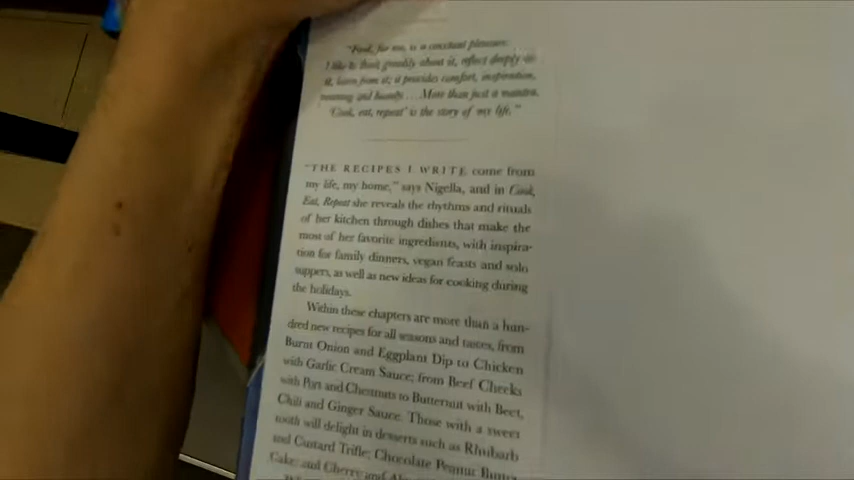 "Food, for me, is a constant pleasure:
I like to think greedily about it, reflect deeply on
it, learn from it; it provides comfort, inspiration,
meaning and beauty . . . . More than just a mantra,
'Cook, eat, repeat' is the story of my life."
"THE RECIPES I WRITE come from
my life, my home," says Nigella, and in Cook,
Eat, Repeat she reveals the rhythms and rituals
of her kitchen through dishes that make the
most of her favorite ingredients, with inspira-
tion for family dinners, vegan feasts and solo
suppers, as well as new ideas for cooking during
the holidays.
Within these chapters are more than a hun-
dred new recipes for all seasons and tastes, from
Burnt Onion and Eggplant Dip to Chicken
with Garlic Cream Sauce; from Beef Cheeks
with Port and Chestnuts to Butternut with Beet,
Chili and Ginger Sauce. Those with a sweet
tooth will delight in desserts such as Rhubarb
and Custard Trifle; Chocolate Peanut Butter
Cake; and Cherry and